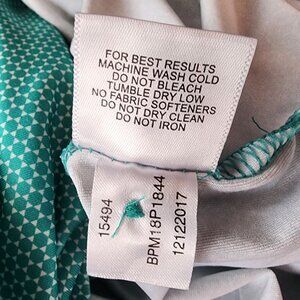 FOR BEST RESULTS
MACHINE WASH COLD
DO NOT BLEACH
TUMBLE DRY LOW
NO FABRIC SOFTENERS
DO NOT DRY CLEAN
DO NOT IRON
15494
BPM18P1844
12122017